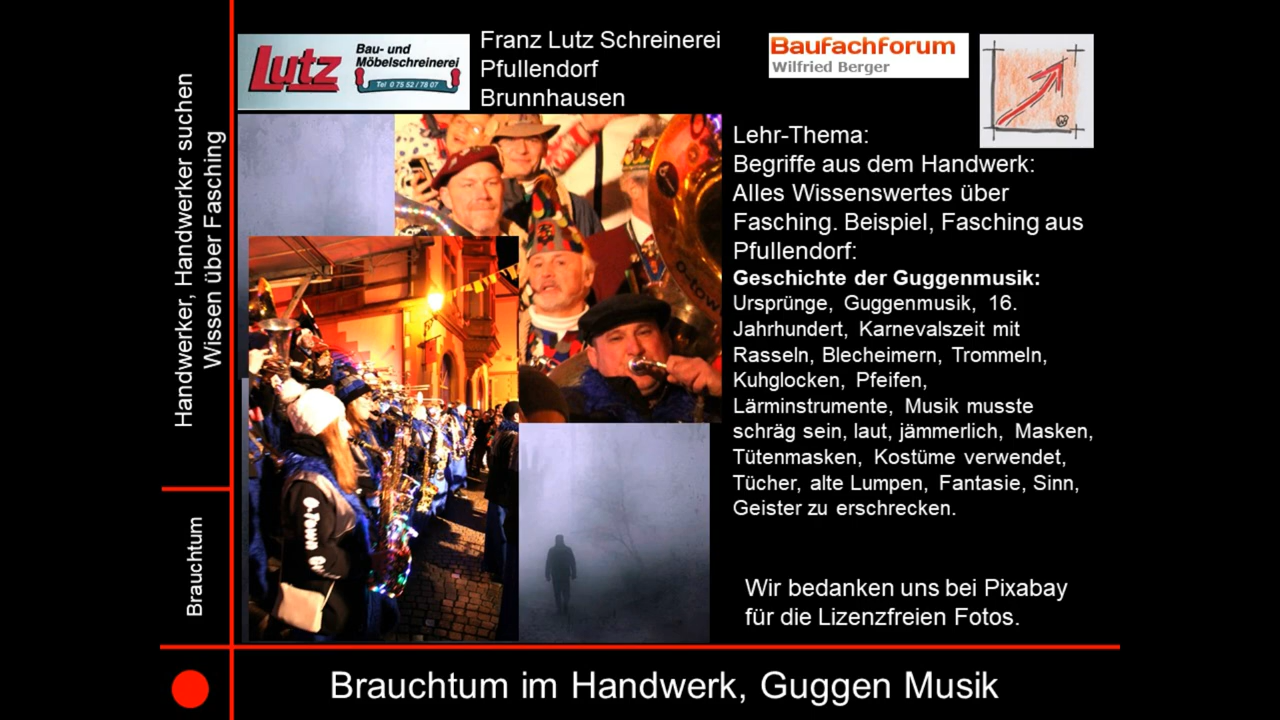 Lutz
Bau- und
Möbelschreinerei
Tel 0 75 52 / 78 07
Franz Lutz Schreinerei
Pfullendorf
Brunnhausen
Baufachforum
Wilfried Berger
Handwerker, Handwerker suchen
Wissen über Fasching
Lehr-Thema:
Begriffe aus dem Handwerk:
Alles Wissenswertes über
Fasching. Beispiel, Fasching aus
Pfullendorf:
Geschichte der Guggenmusik:
Ursprünge, Guggenmusik, 16.
Jahrhundert, Karnevalszeit mit
Rasseln, Blecheimern, Trommeln,
Kuhglocken, Pfeifen,
Lärminstrumente, Musik musste
schräg sein, laut, jämmerlich, Masken,
Tütenmasken, Kostüme verwendet,
Tücher, alte Lumpen, Fantasie, Sinn,
Geister zu erschrecken.
O-Town
Brauchtum
Wir bedanken uns bei Pixabay
für die Lizenzfreien Fotos.
Brauchtum im Handwerk, Guggen Musik